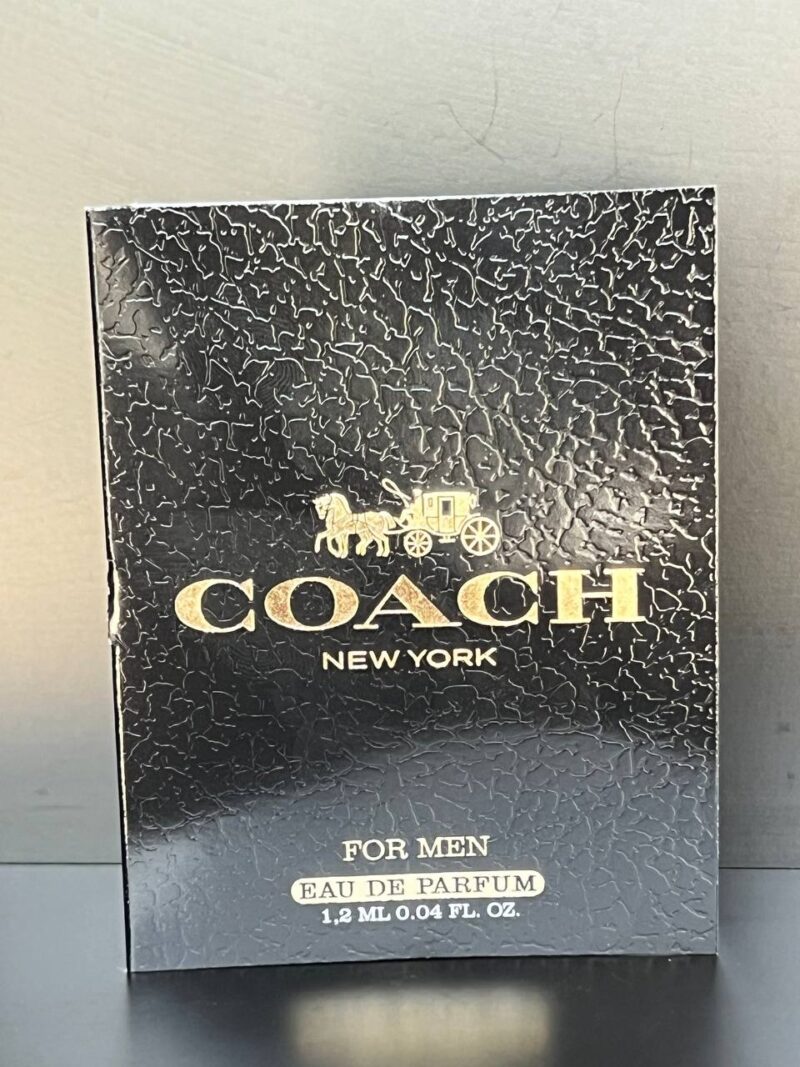 COACH
NEW YORK
FOR MEN
EAU DE PARFUM
1,2 ML 0.04 FL. OZ.